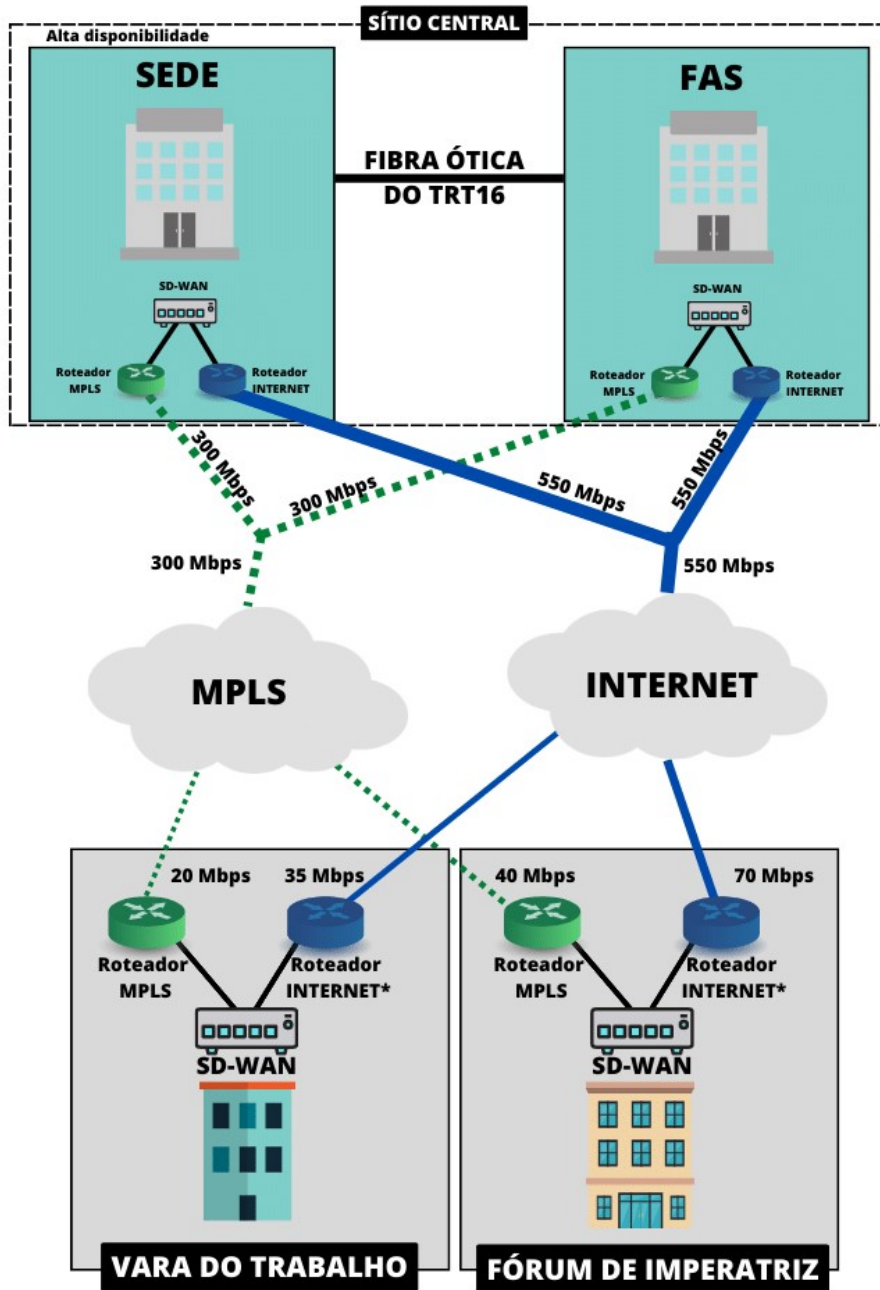 SÍTIO CENTRAL
Alta disponibilidade
SEDE
FAS
FIBRA ÓTICA
DO TRT16
SD-WAN
SD-WAN
Roteador
MPLS
Roteador
INTERNET
Roteador
MPLS
Roteador
INTERNET
300 Mbps
300 Mbps
550 Mbps
550 Mbps
300 Mbps
550 Mbps
MPLS
INTERNET
20 Mbps
35 Mbps
40 Mbps
70 Mbps
Roteador
MPLS
Roteador
INTERNET*
Roteador
MPLS
Roteador
INTERNET*
SD-WAN
SD-WAN
VARA DO TRABALHO
FÓRUM DE IMPERATRIZ